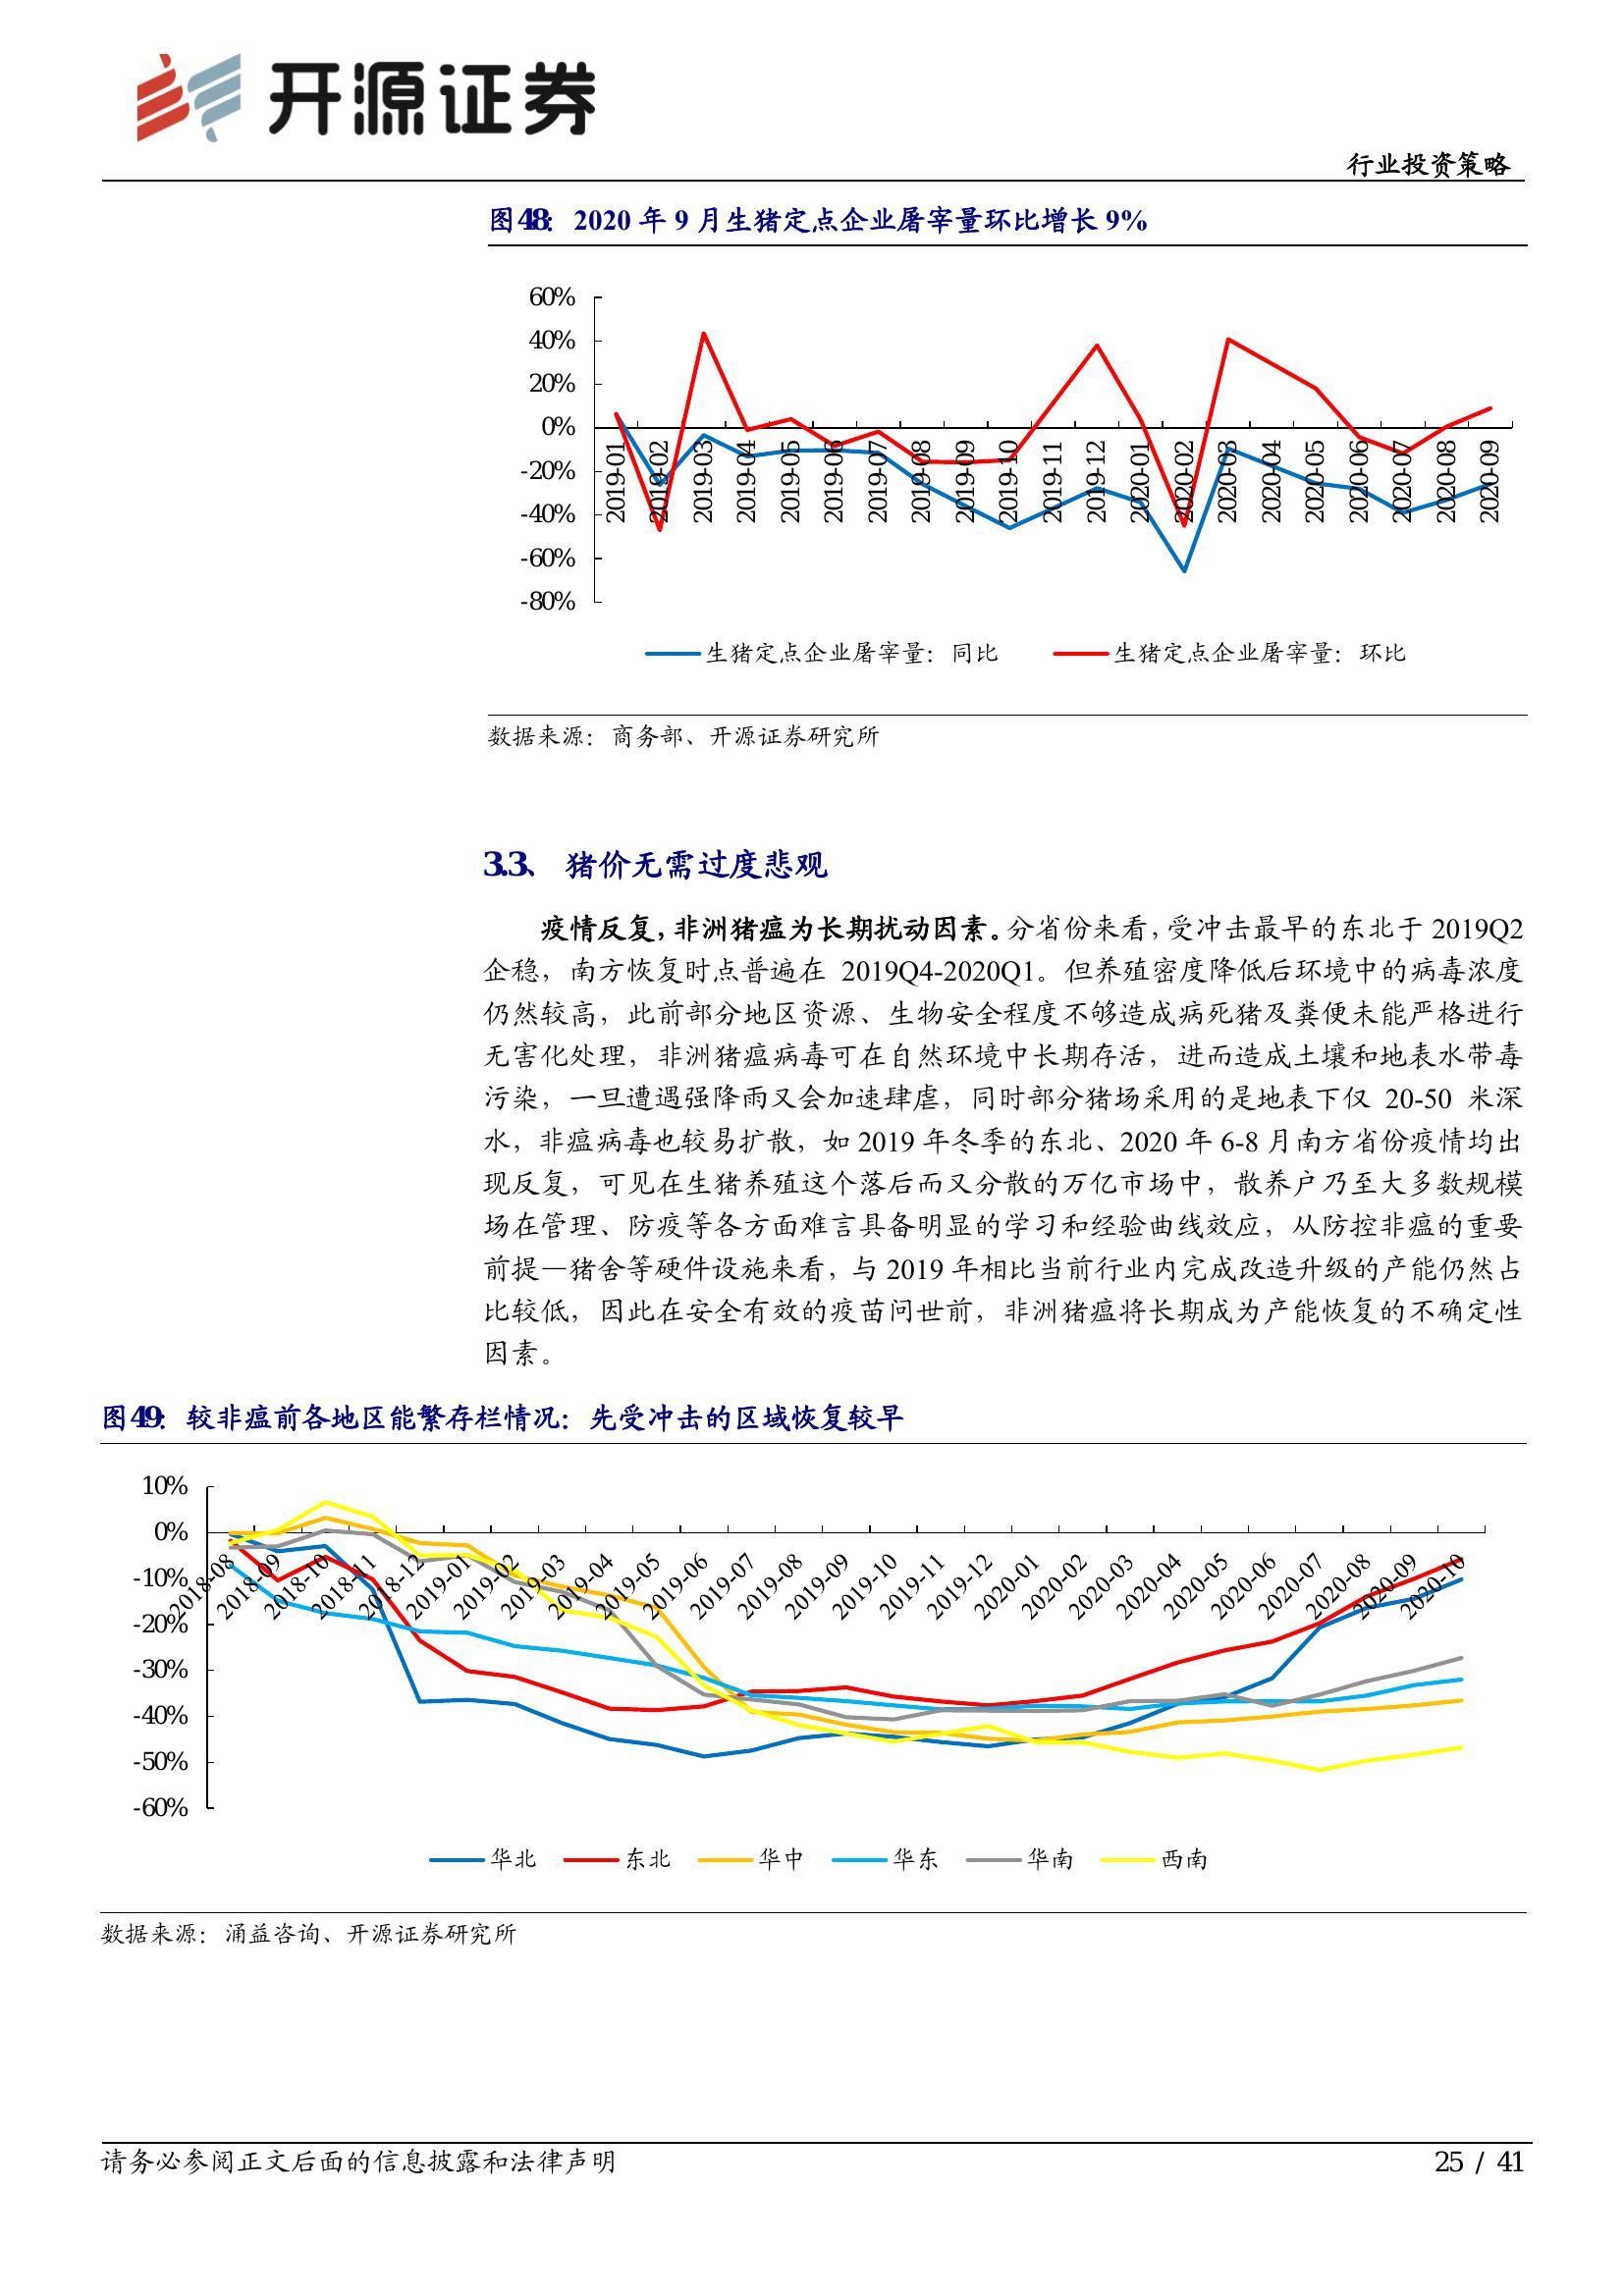 开源证券
行业投资策略
图48：2020 年 9 月生猪定点企业屠宰量环比增长 9%
60%
40%
20%
0%
-20%
-40%
-60%
-80%
2019-01
2019-02
2019-03
2019-04
2019-05
2019-06
2019-07
2019-08
2019-09
2019-10
2019-11
2019-12
2020-01
2020-02
2020-03
2020-04
2020-05
2020-06
2020-07
2020-08
2020-09
生猪定点企业屠宰量：同比 生猪定点企业屠宰量：环比
数据来源：商务部、开源证券研究所
3.3、 猪价无需过度悲观
疫情反复，非洲猪瘟为长期扰动因素。分省份来看，受冲击最早的东北于 2019Q2
企稳，南方恢复时点普遍在 2019Q4-2020Q1。但养殖密度降低后环境中的病毒浓度
仍然较高，此前部分地区资源、生物安全程度不够造成病死猪及粪便未能严格进行
无害化处理，非洲猪瘟病毒可在自然环境中长期存活，进而造成土壤和地表水带毒
污染，一旦遭遇强降雨又会加速肆虐，同时部分猪场采用的是地表下仅 20-50 米深
水，非瘟病毒也较易扩散，如 2019 年冬季的东北、2020 年 6-8 月南方省份疫情均出
现反复，可见在生猪养殖这个落后而又分散的万亿市场中，散养户乃至大多数规模
场在管理、防疫等各方面难言具备明显的学习和经验曲线效应，从防控非瘟的重要
前提—猪舍等硬件设施来看，与 2019 年相比当前行业内完成改造升级的产能仍然占
比较低，因此在安全有效的疫苗问世前，非洲猪瘟将长期成为产能恢复的不确定性
因素。
图49：较非瘟前各地区能繁存栏情况：先受冲击的区域恢复较早
10%
0%
-10%
-20%
-30%
-40%
-50%
-60%
2018-08
2018-09
2018-10
2018-11
2018-12
2019-01
2019-02
2019-03
2019-04
2019-05
2019-06
2019-07
2019-08
2019-09
2019-10
2019-11
2019-12
2020-01
2020-02
2020-03
2020-04
2020-05
2020-06
2020-07
2020-08
2020-09
2020-10
华北 东北 华中 华东 华南 西南
数据来源：涌益咨询、开源证券研究所
请务必参阅正文后面的信息披露和法律声明
25 / 41